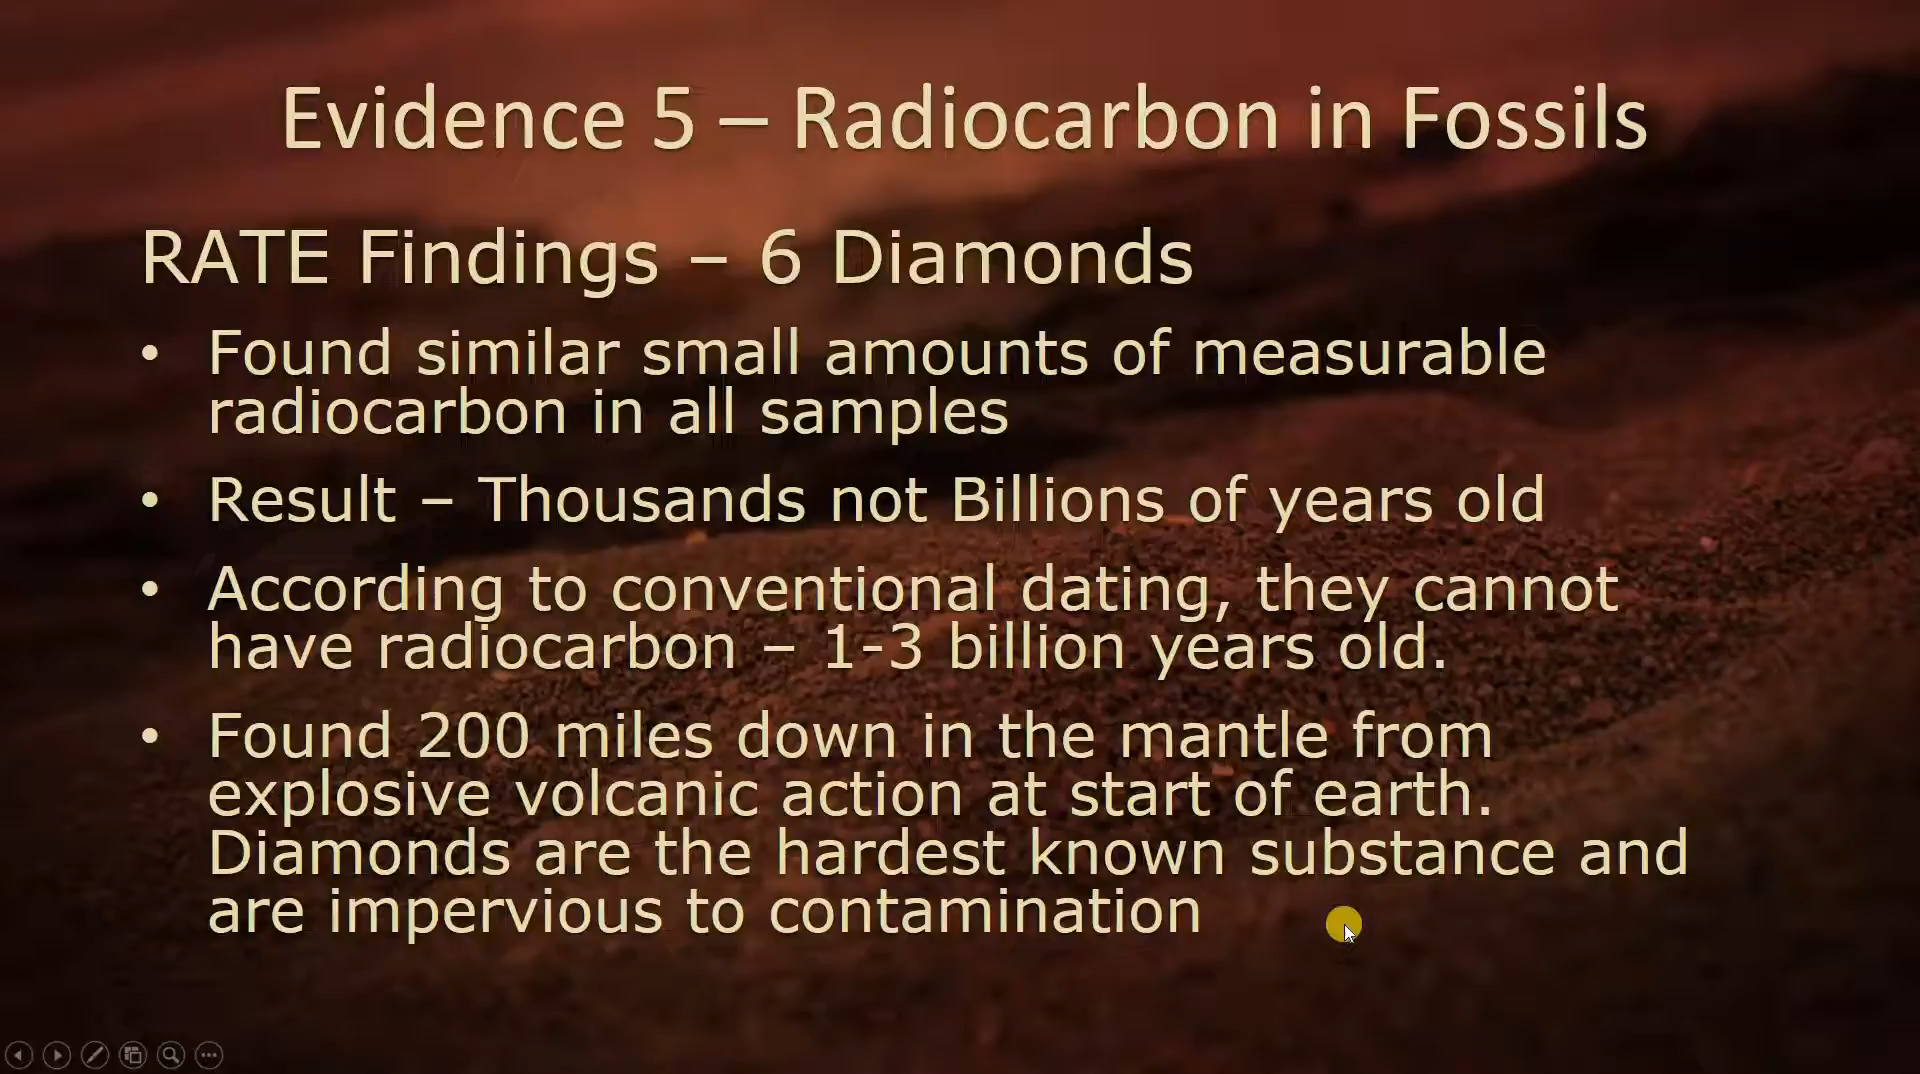 Evidence 5 – Radiocarbon in Fossils
RATE Findings – 6 Diamonds
• Found similar small amounts of measurable
radiocarbon in all samples
• Result – Thousands not Billions of years old
• According to conventional dating, they cannot
have radiocarbon – 1-3 billion years old.
• Found 200 miles down in the mantle from
explosive volcanic action at start of earth.
Diamonds are the hardest known substance and
are impervious to contamination